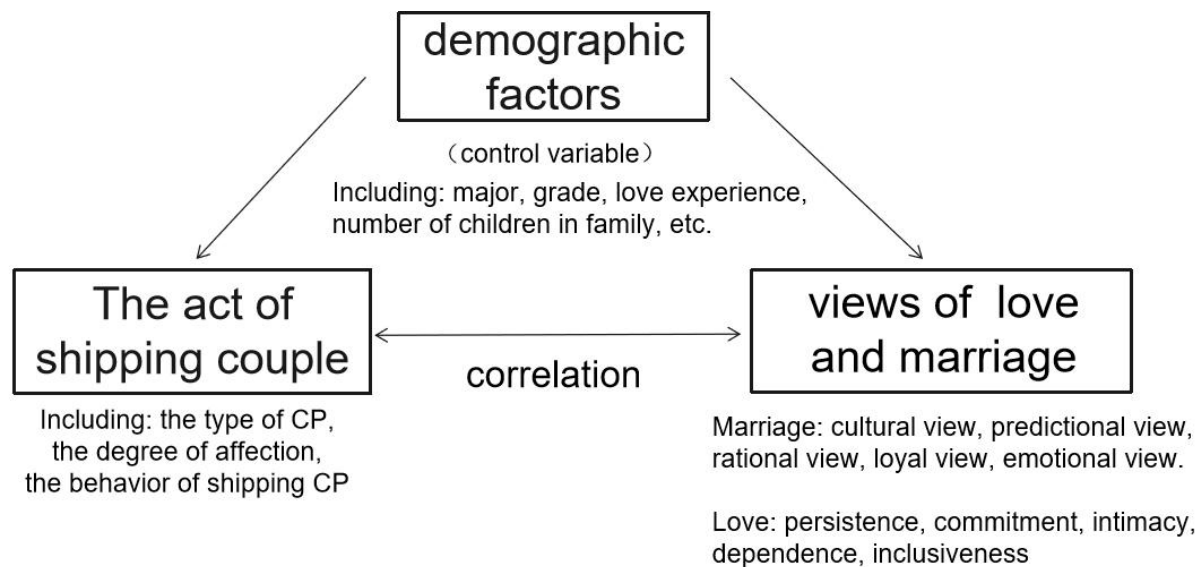 demographic
factors
（control variable）
Including: major, grade, love experience,
number of children in family, etc.
The act of
shipping couple
correlation
views of love
and marriage
Including: the type of CP,
the degree of affection,
the behavior of shipping CP
Marriage: cultural view, predictional view,
rational view, loyal view, emotional view.
Love: persistence, commitment, intimacy,
dependence, inclusiveness